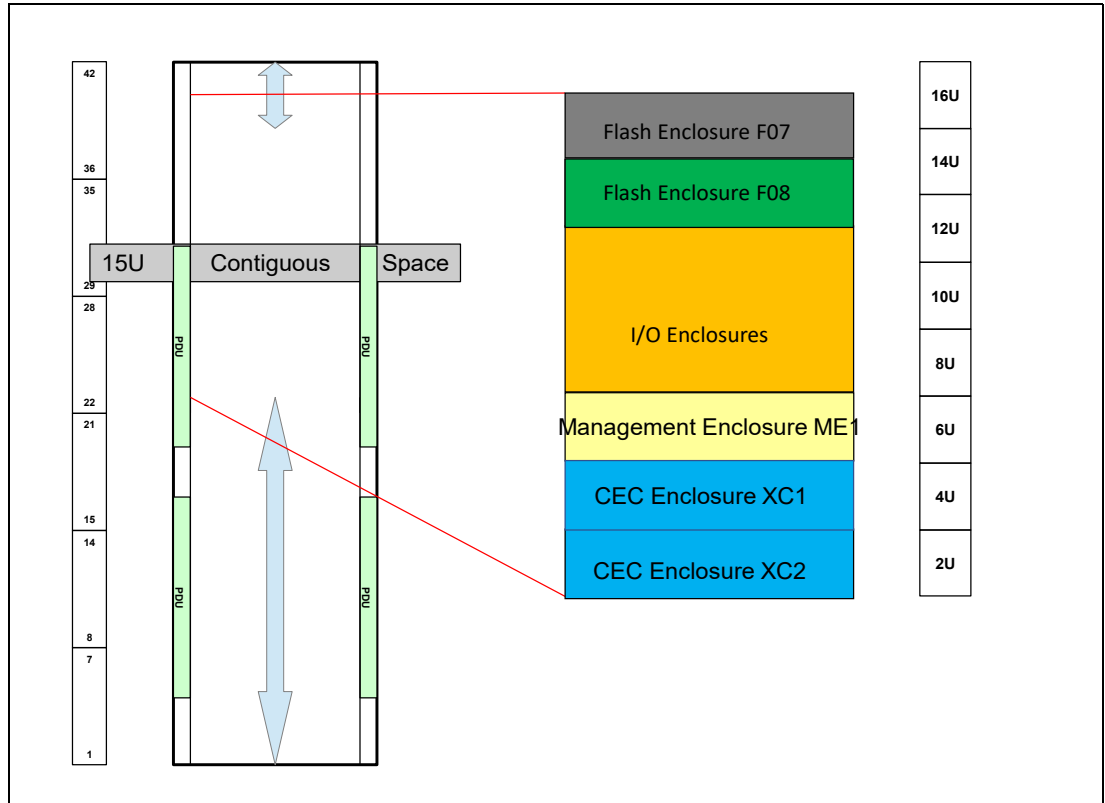 42
36
35
29
28
22
21
15
14
8
7
1
15U Contiguous Space
PDU
PDU
PDU
PDU
Flash Enclosure F07
Flash Enclosure F08
I/O Enclosures
Management Enclosure ME1
CEC Enclosure XC1
CEC Enclosure XC2
16U
14U
12U
10U
8U
6U
4U
2U